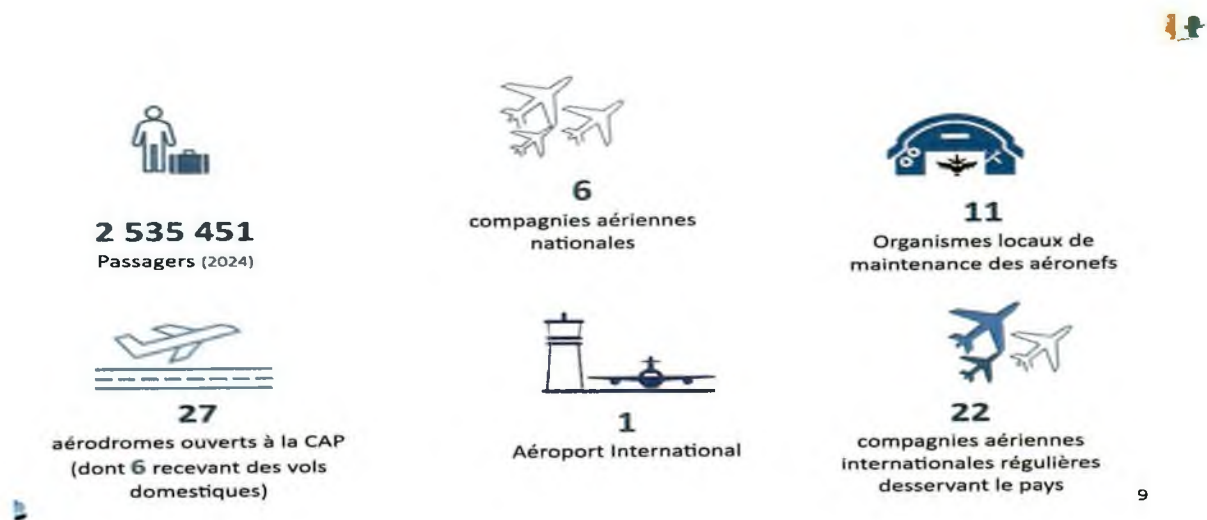 2 535 451
Passagers (2024)
6
compagnies aériennes
nationales
11
Organismes locaux de
maintenance des aéronefs
27
aérodromes ouverts à la CAP
(dont 6 recevant des vols
domestiques)
1
Aéroport International
22
compagnies aériennes
internationales régulières
desservant le pays
9